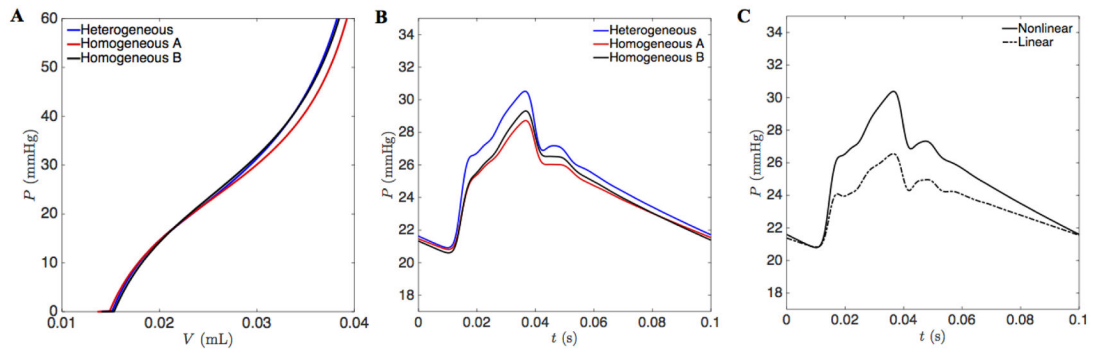 A
60
50
40
30
20
10
0
P (mmHg)
Heterogeneous
Homogeneous A
Homogeneous B
0.01
0.02
0.03
0.04
V (mL)
B
34
32
30
28
26
24
22
20
18
P (mmHg)
Heterogeneous
Homogeneous A
Homogeneous B
0
0.02
0.04
0.06
0.08
0.1
t (s)
C
34
32
30
28
26
24
22
20
18
P (mmHg)
Nonlinear
Linear
0
0.02
0.04
0.06
0.08
0.1
t (s)